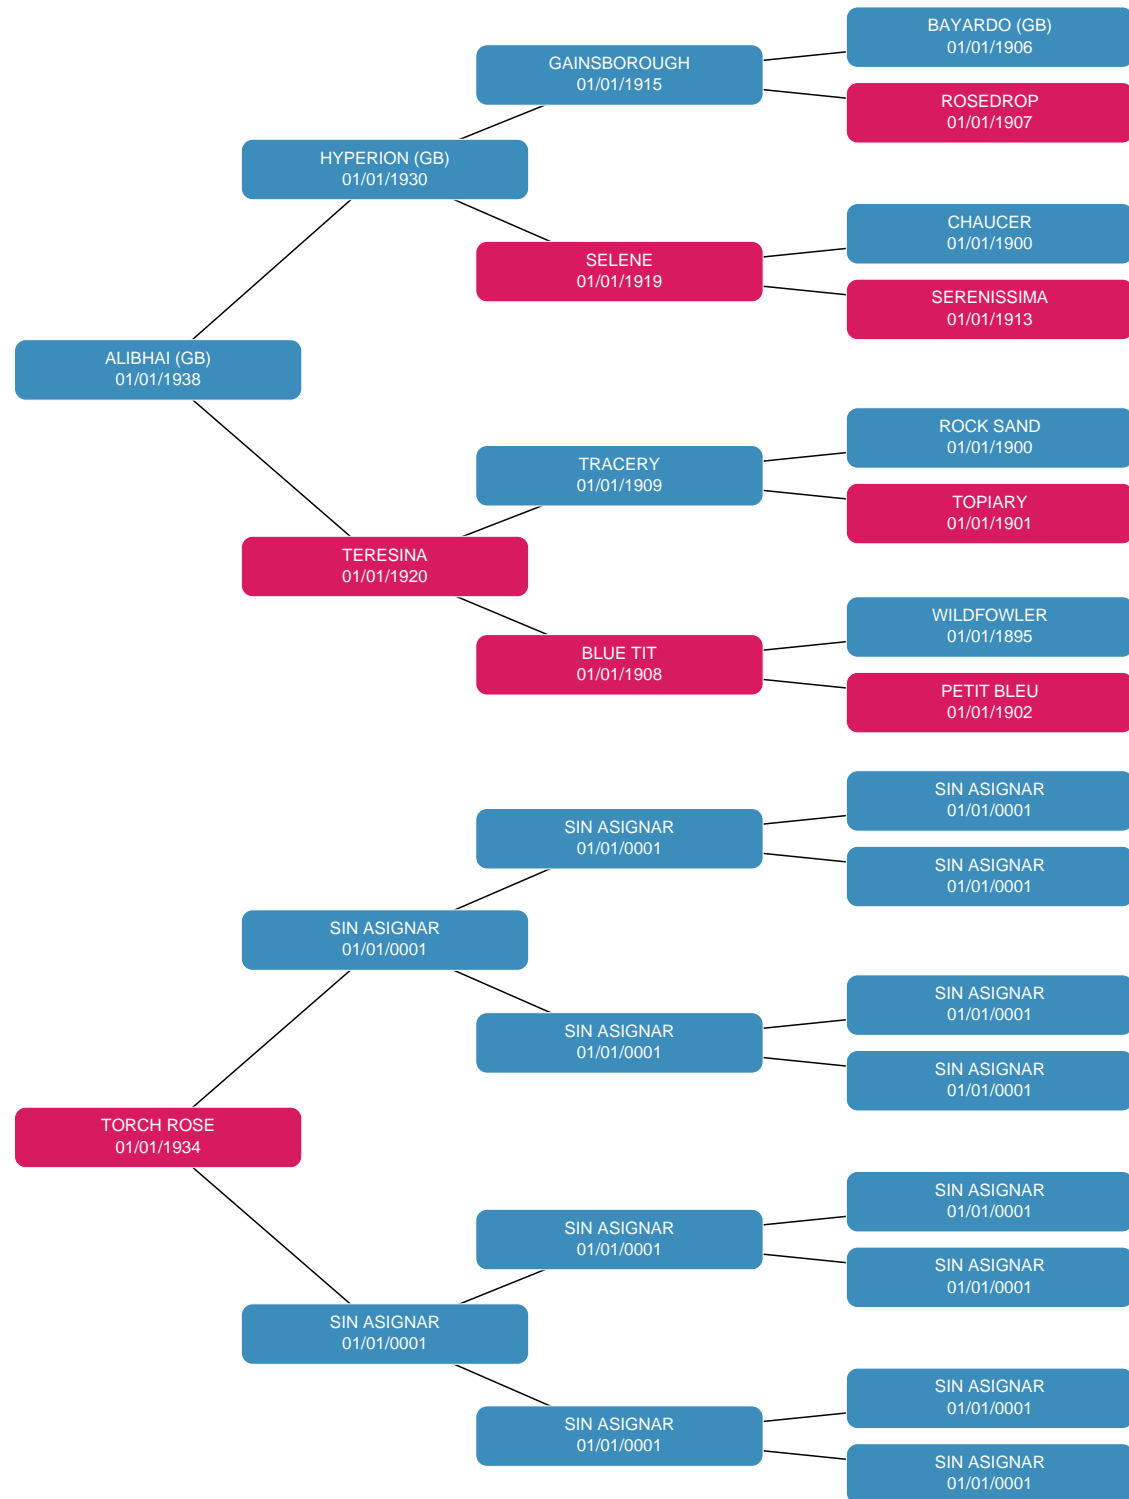 BAYARDO (GB)
01/01/1906
GAINSBOROUGH
01/01/1915
ROSEDROP
01/01/1907
HYPERION (GB)
01/01/1930
CHAUCER
01/01/1900
SELENE
01/01/1919
SERENISSIMA
01/01/1913
ALIBHAI (GB)
01/01/1938
ROCK SAND
01/01/1900
TRACERY
01/01/1909
TOPIARY
01/01/1901
TERESINA
01/01/1920
WILDFOWLER
01/01/1895
BLUE TIT
01/01/1908
PETIT BLEU
01/01/1902
SIN ASIGNAR
01/01/0001
SIN ASIGNAR
01/01/0001
SIN ASIGNAR
01/01/0001
SIN ASIGNAR
01/01/0001
SIN ASIGNAR
01/01/0001
SIN ASIGNAR
01/01/0001
SIN ASIGNAR
01/01/0001
TORCH ROSE
01/01/1934
SIN ASIGNAR
01/01/0001
SIN ASIGNAR
01/01/0001
SIN ASIGNAR
01/01/0001
SIN ASIGNAR
01/01/0001
SIN ASIGNAR
01/01/0001
SIN ASIGNAR
01/01/0001
SIN ASIGNAR
01/01/0001